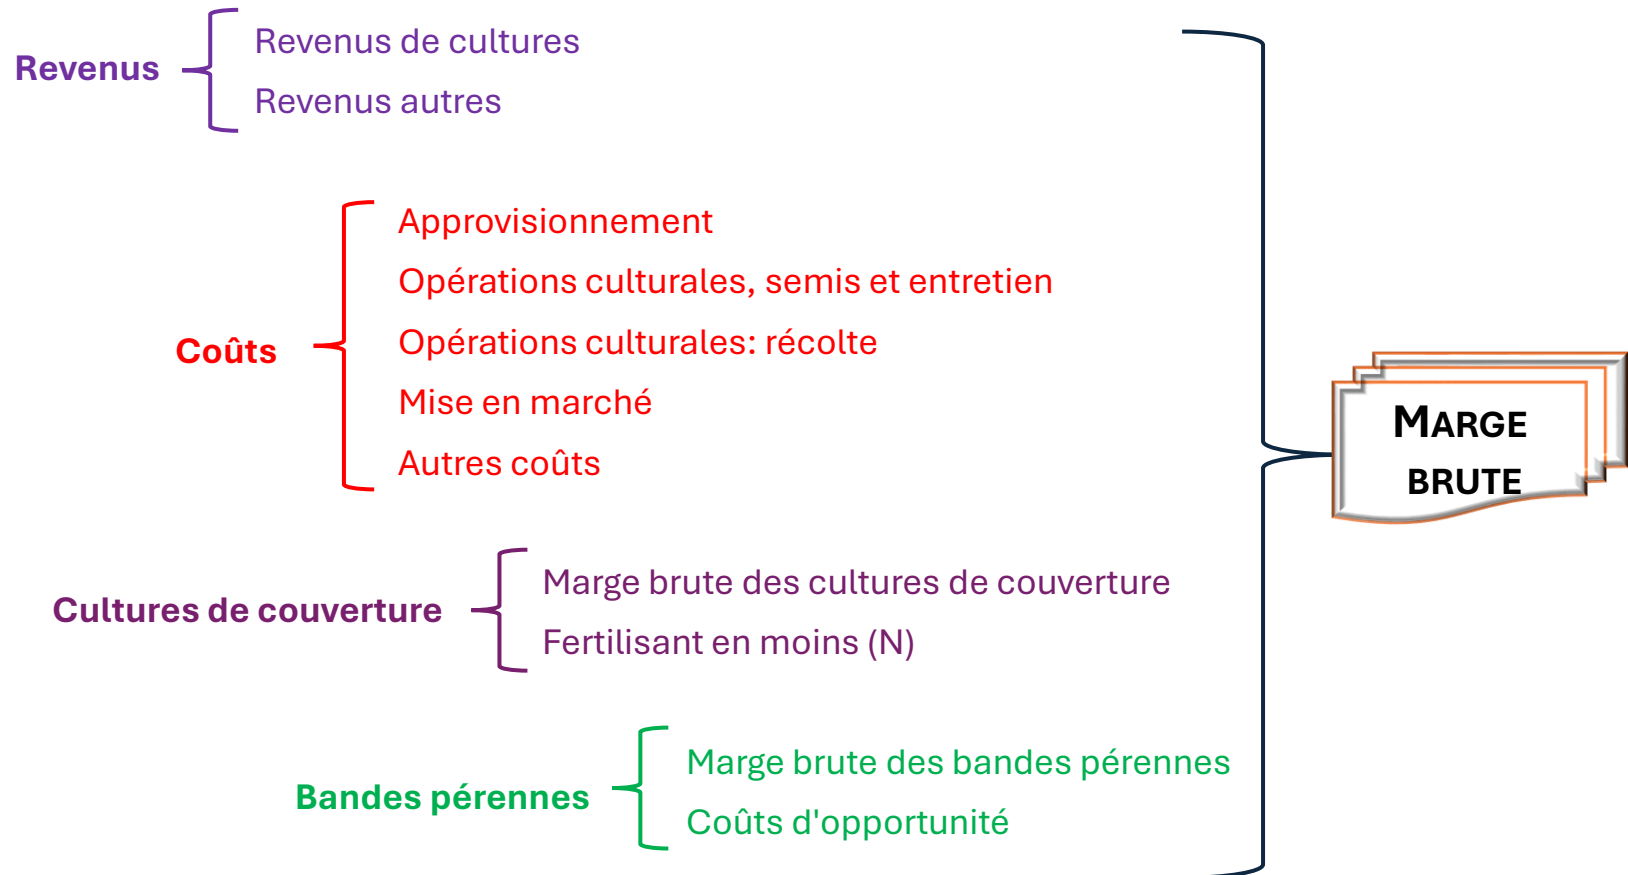 Revenus
Revenus de cultures
Revenus autres
Coûts
Approvisionnement
Opérations culturales, semis et entretien
Opérations culturales: récolte
Mise en marché
Autres coûts
Cultures de couverture
Marge brute des cultures de couverture
Fertilisant en moins (N)
Bandes pérennes
Marge brute des bandes pérennes
Coûts d'opportunité
MARGE
BRUTE